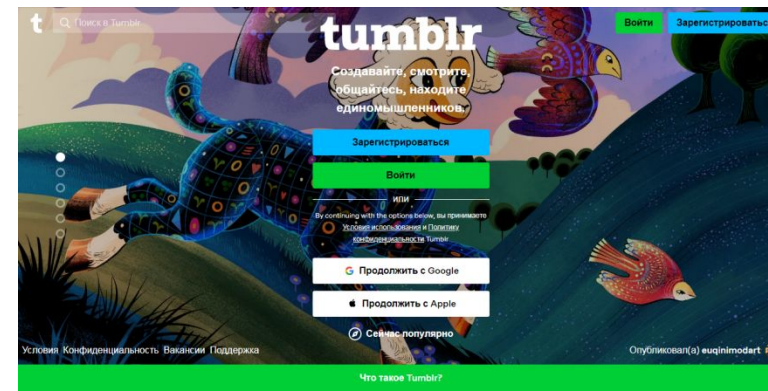 t
Поиск в Tumblr
Войти
Зарегистрироватьс
tumblr
Создавайте, смотрите,
общайтесь, находите
единомышленников.
Зарегистрироваться
Войти
или
By continuing with the options below, вы принимаете
Условия использования и Политику
конфиденциальности Tumblr
Продолжить с Google
Продолжить с Apple
Сейчас популярно
Условия Конфиденциальность Вакансии Поддержка
Опубликовал(а) euqinimodart
Что такое Tumblr?